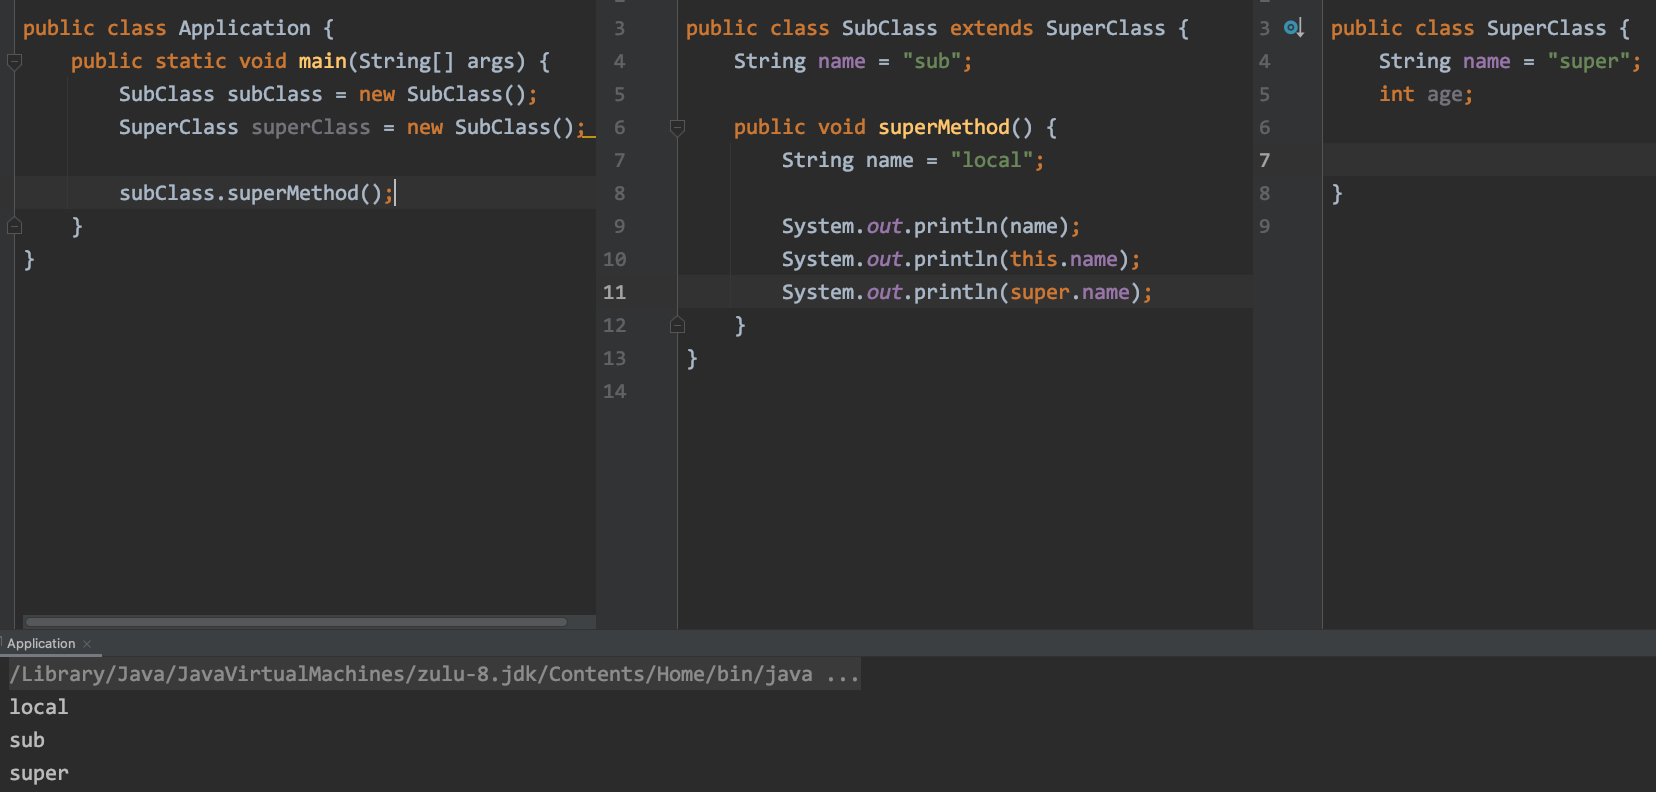 public class Application {
    public static void main(String[] args) {
        SubClass subClass = new SubClass();
        SuperClass superClass = new SubClass();

        subClass.superMethod();
    }
}
3 public class SubClass extends SuperClass {
4     String name = "sub";
5
6     public void superMethod() {
7         String name = "local";
8
9         System.out.println(name);
10         System.out.println(this.name);
11         System.out.println(super.name);
12     }
13 }
14
3 public class SuperClass {
4     String name = "super";
5     int age;
6
7
8 }
9
Application ×
/Library/Java/JavaVirtualMachines/zulu-8.jdk/Contents/Home/bin/java ...
local
sub
super